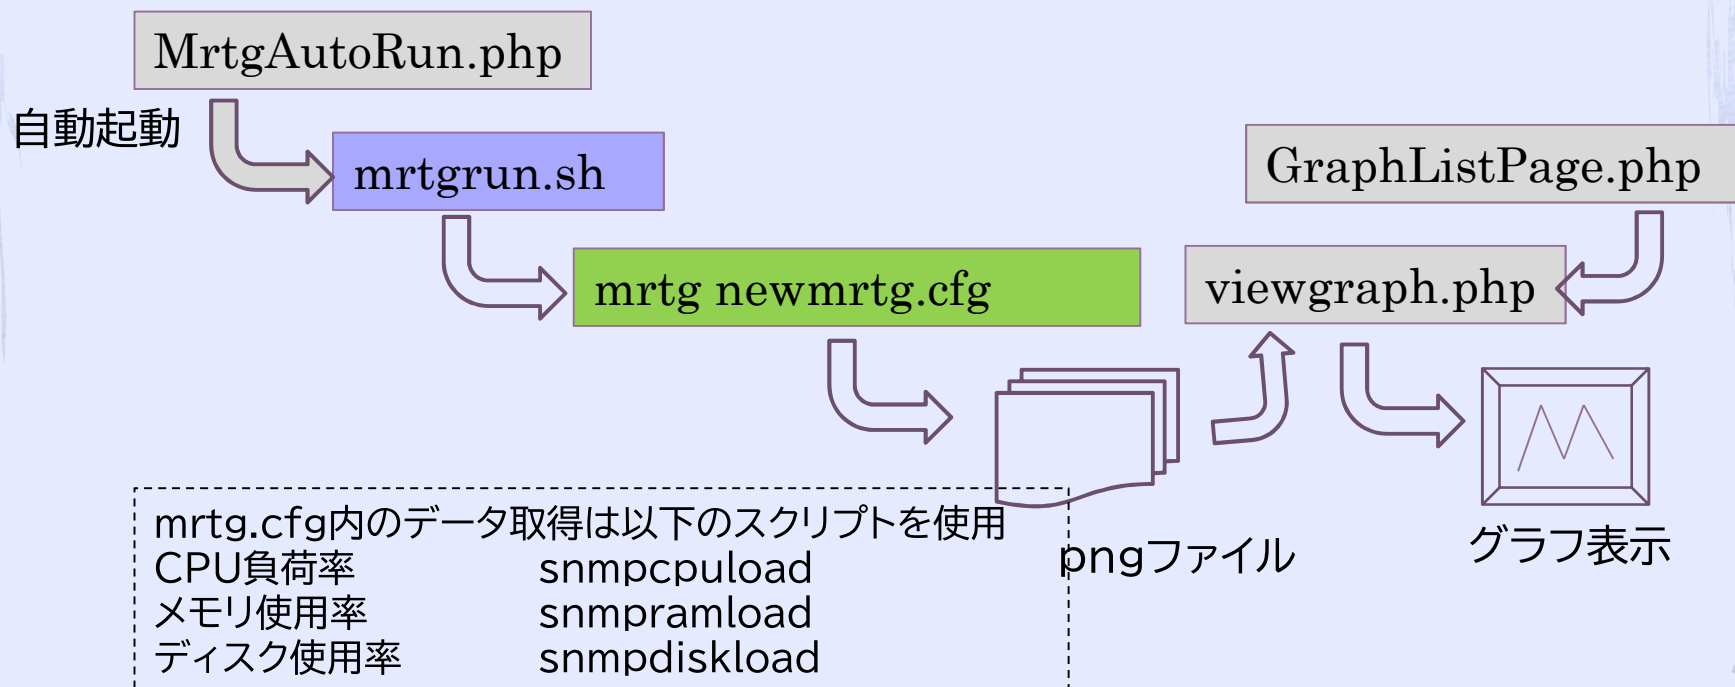 MrtgAutoRun.php
自動起動
mrtgrun.sh
GraphListPage.php
mrtg newmrtg.cfg
viewgraph.php
mrtg.cfg内のデータ取得は以下のスクリプトを使用
CPU負荷率 snmpcpuload
メモリ使用率 snmpramload
ディスク使用率 snmpdiskload
pngファイル
グラフ表示